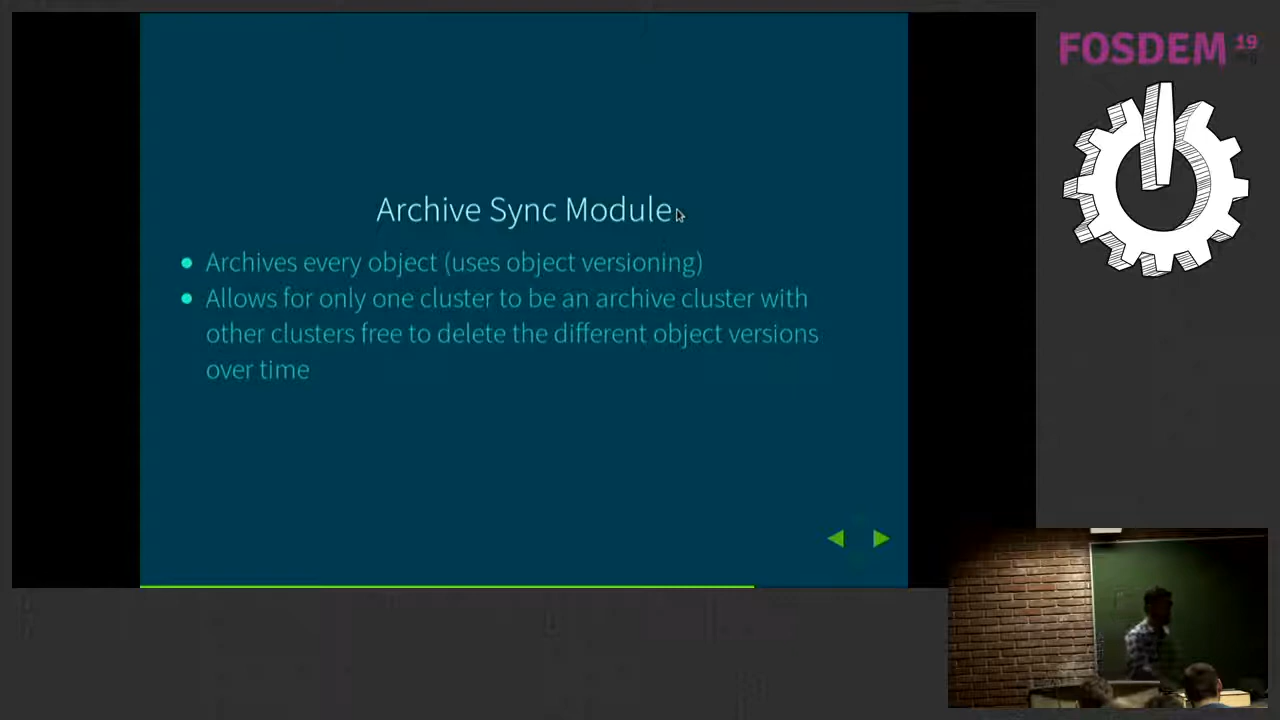 FOSDEM 19
Archive Sync Module
Archives every object (uses object versioning)
Allows for only one cluster to be an archive cluster with
other clusters free to delete the different object versions
over time